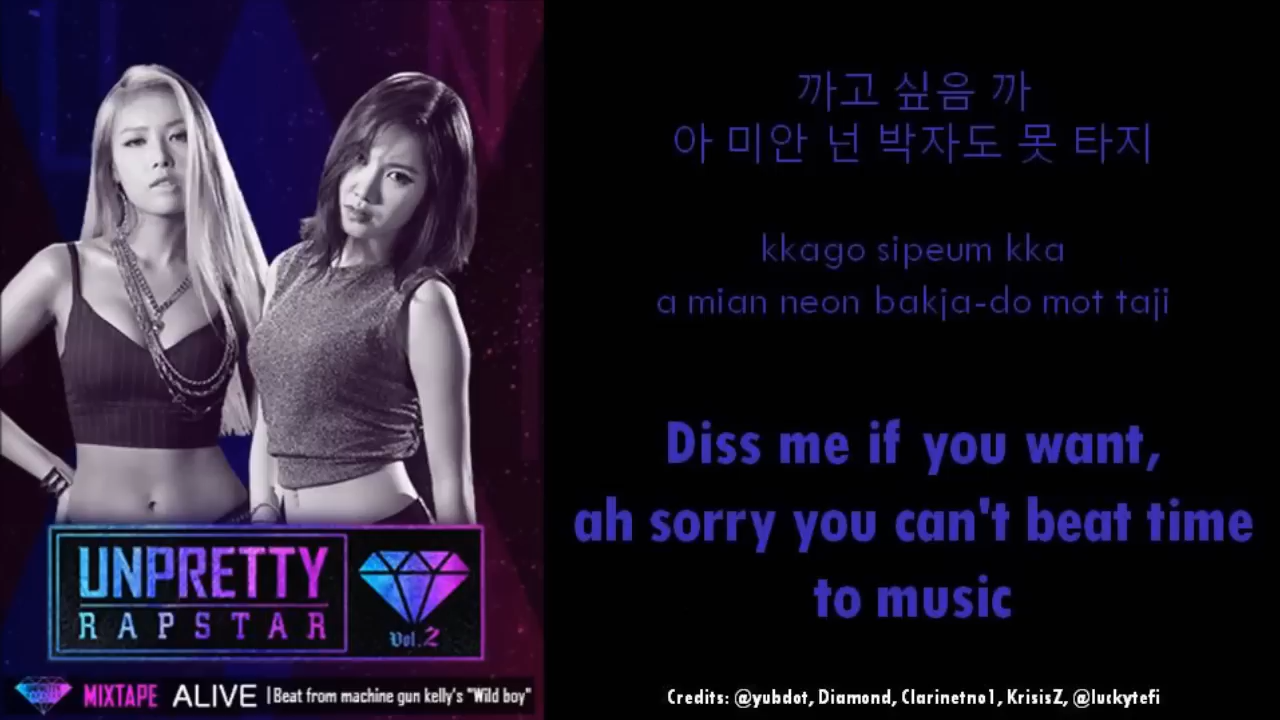 까고 싶음 까
아 미안 넌 박자도 못 타지
kkago sipeum kka
a mian neon bakja-do mot taji
Diss me if you want,
ah sorry you can't beat time
to music
UNPRETTY
RAPSTAR
Vol.2
MIXTAPE ALIVE | Beat from machine gun kelly's "Wild boy"
Credits: @yubdot, Diamond, Clarinetno1, KrisisZ, @luckytefi